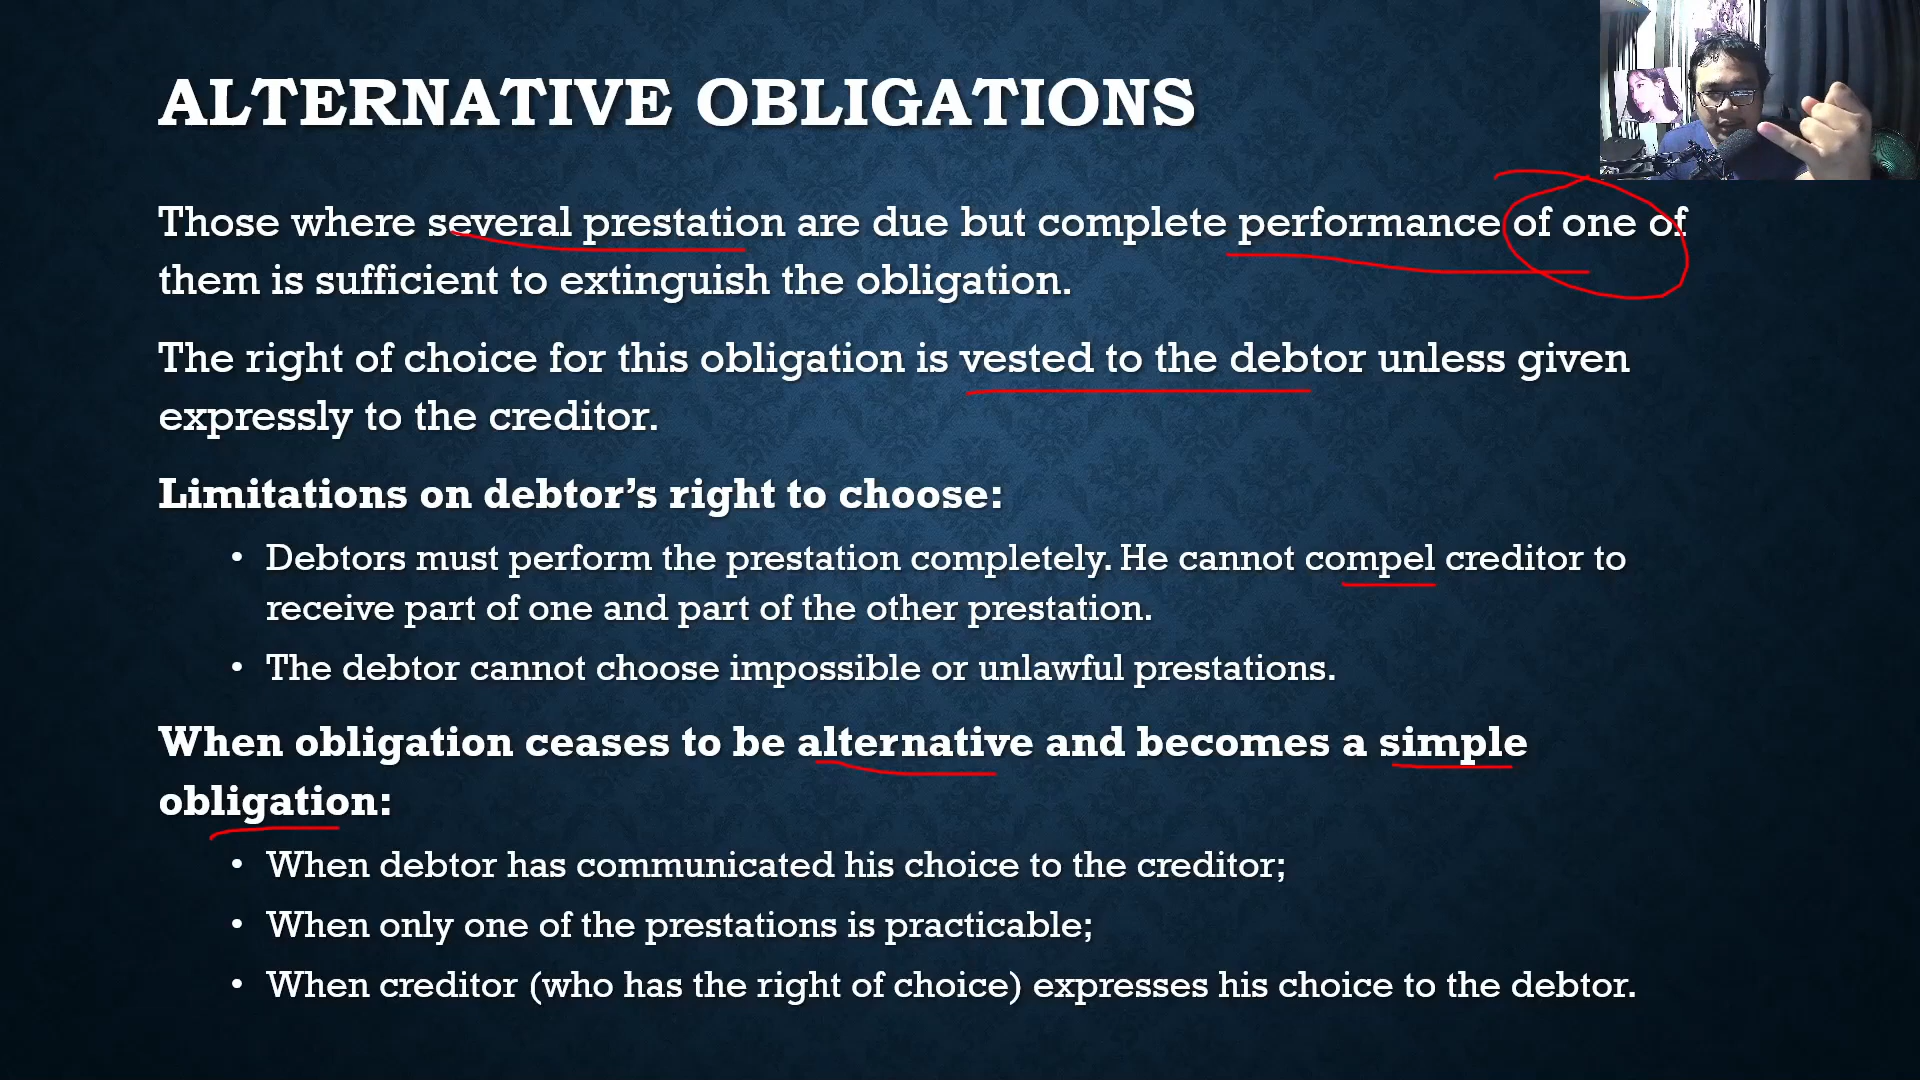 ALTERNATIVE OBLIGATIONS
Those where several prestation are due but complete performance of one of
them is sufficient to extinguish the obligation.
The right of choice for this obligation is vested to the debtor unless given
expressly to the creditor.
Limitations on debtor’s right to choose:
• Debtors must perform the prestation completely. He cannot compel creditor to
receive part of one and part of the other prestation.
• The debtor cannot choose impossible or unlawful prestations.
When obligation ceases to be alternative and becomes a simple
obligation:
• When debtor has communicated his choice to the creditor;
• When only one of the prestations is practicable;
• When creditor (who has the right of choice) expresses his choice to the debtor.